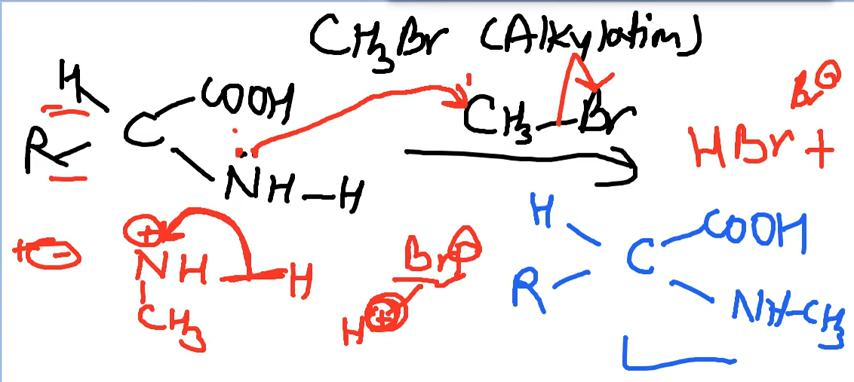 CH3Br (Alkylation)
H
COOH
C
R
NH-H
CH3-Br
Br⊖
HBr +
+⊖
⊕
NH-H
CH3
Br⊖
H⊕
H
COOH
C
R
NH-CH3